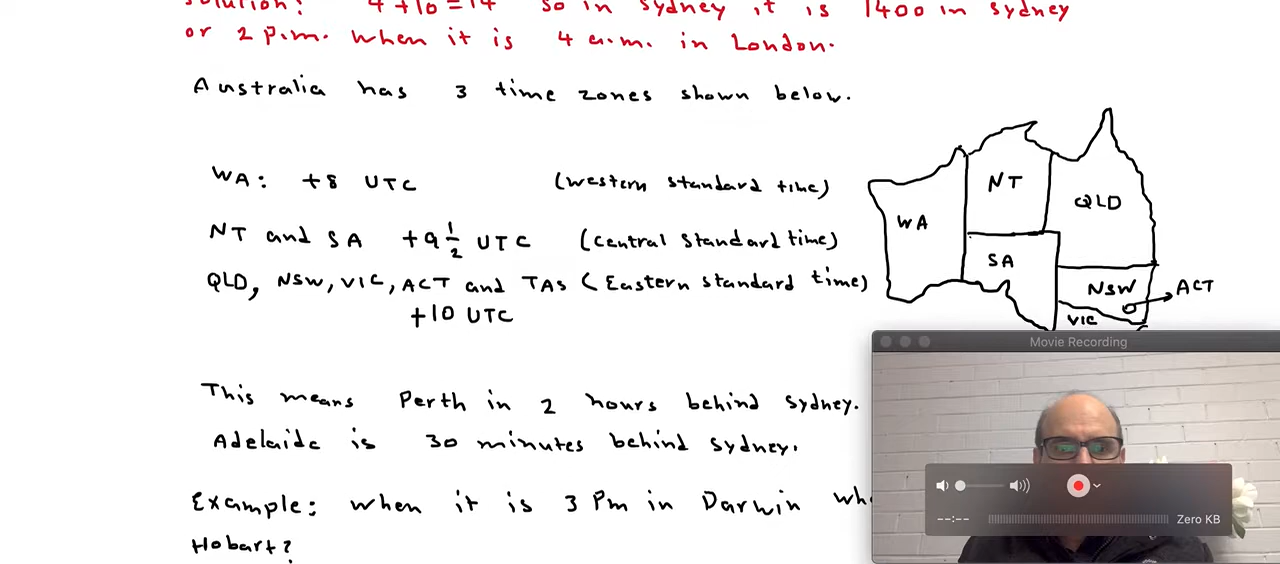 solution: 4+10=14 so in sydney it is 1400 in sydney
or 2 p.m. when it is 4 a.m. in London.
Australia has 3 time zones shown below.
WA: +8 UTC (western standard time)
NT and SA +9 1/2 UTC (central standard time)
QLD, NSW, VIC, ACT and TAS (Eastern standard time)
+10 UTC
WA
NT
QLD
SA
NSW
ACT
VIC
This means Perth in 2 hours behind sydney.
Adelaide is 30 minutes behind sydney.
Example: when it is 3 Pm in Darwin
Hobart?
Movie Recording
--:--
Zero KB